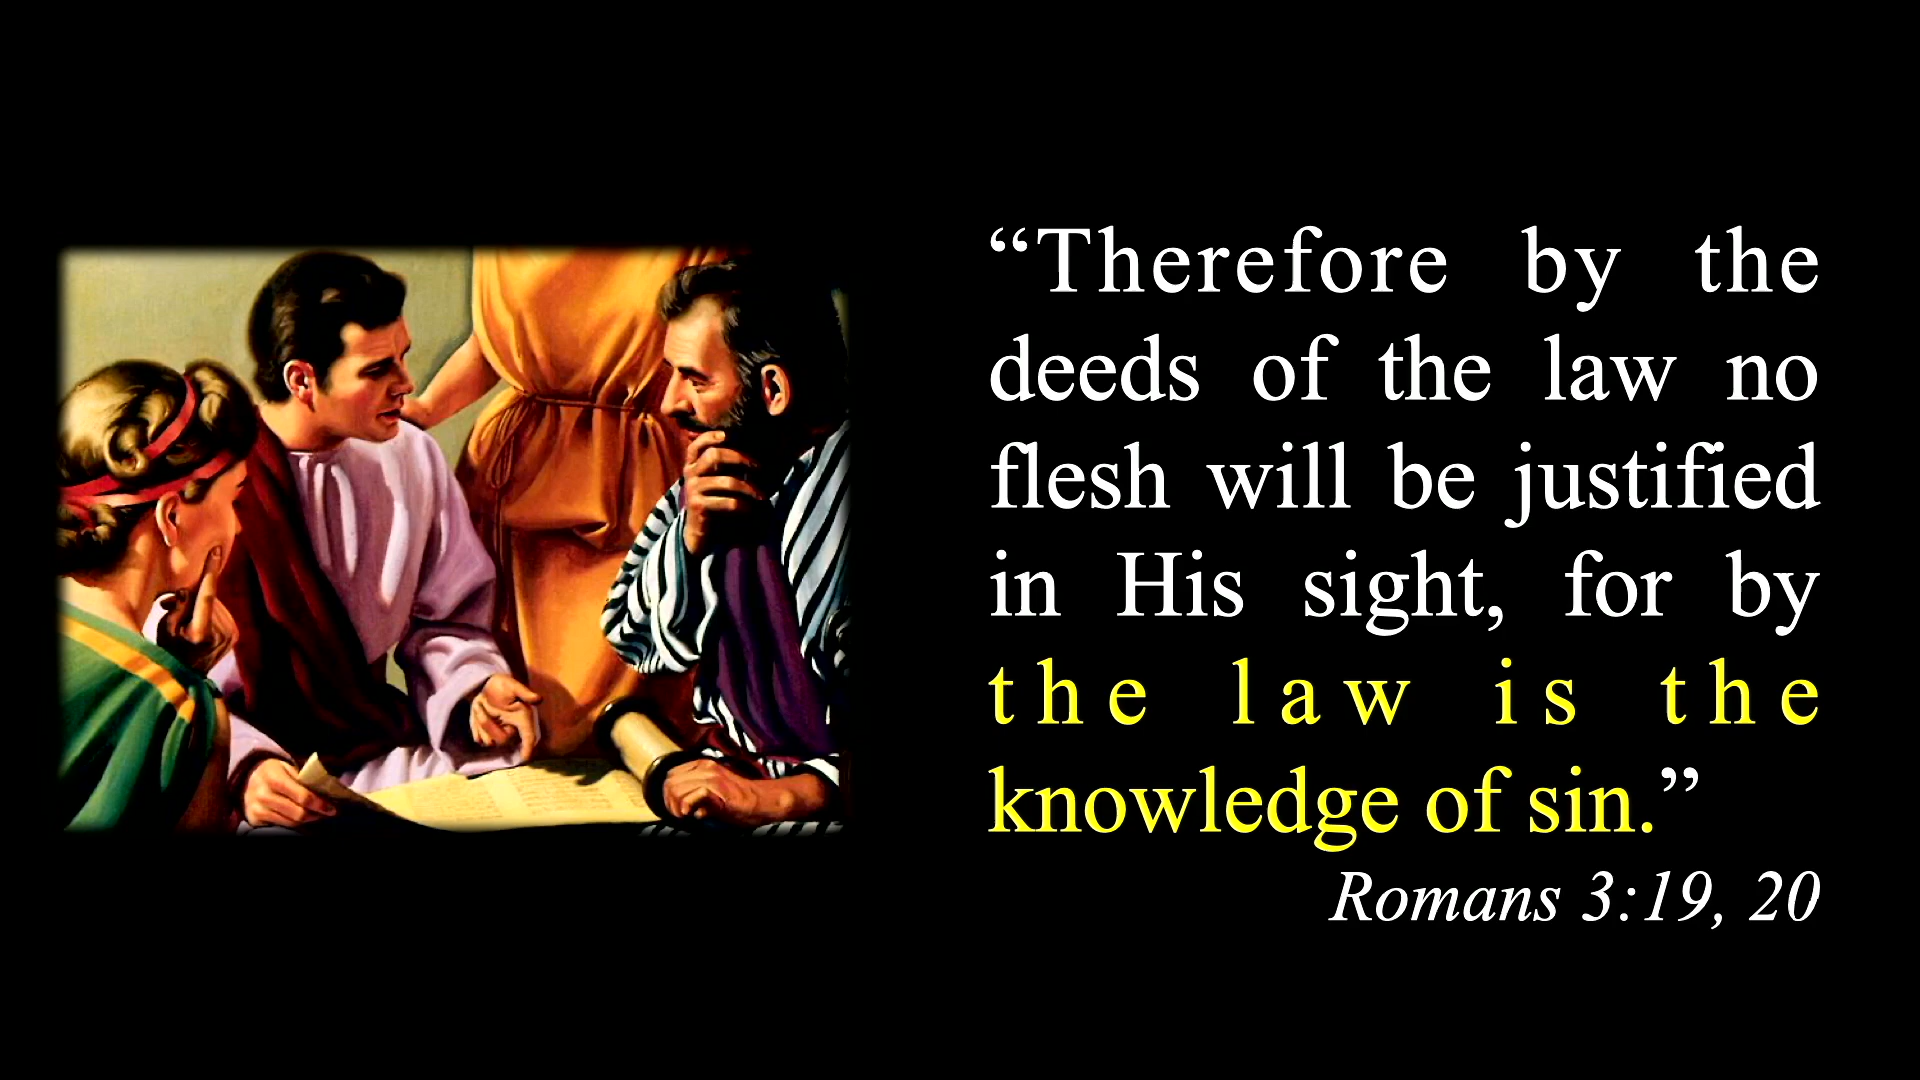 “Therefore by the
deeds of the law no
flesh will be justified
in His sight, for by
the law is the
knowledge of sin.”
Romans 3:19, 20